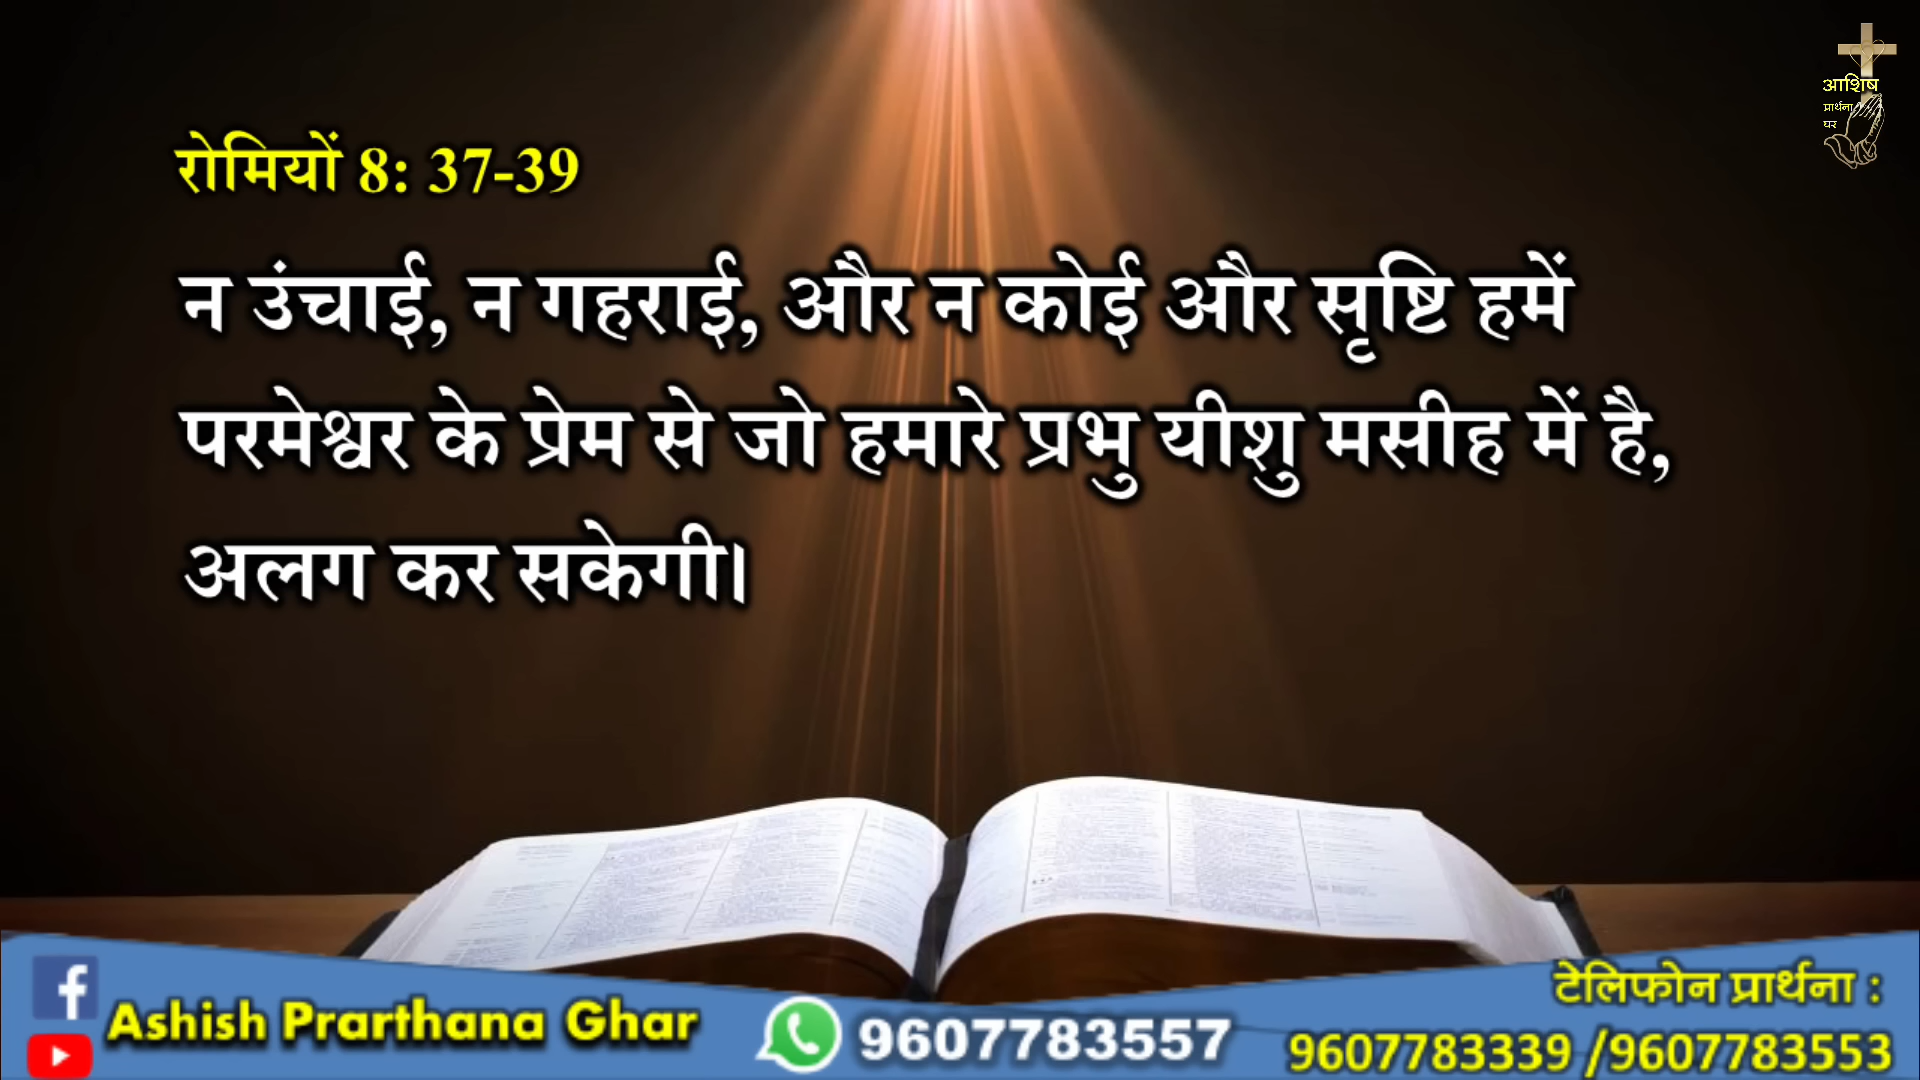 आशिष
प्रार्थना
घर
रोमियों 8: 37-39
न उंचाई, न गहराई, और न कोई और सृष्टि हमें
परमेश्वर के प्रेम से जो हमारे प्रभु यीशु मसीह में है,
अलग कर सकेगी।
Ashish Prarthana Ghar
9607783557
टेलिफोन प्रार्थना :
9607783339 /9607783553